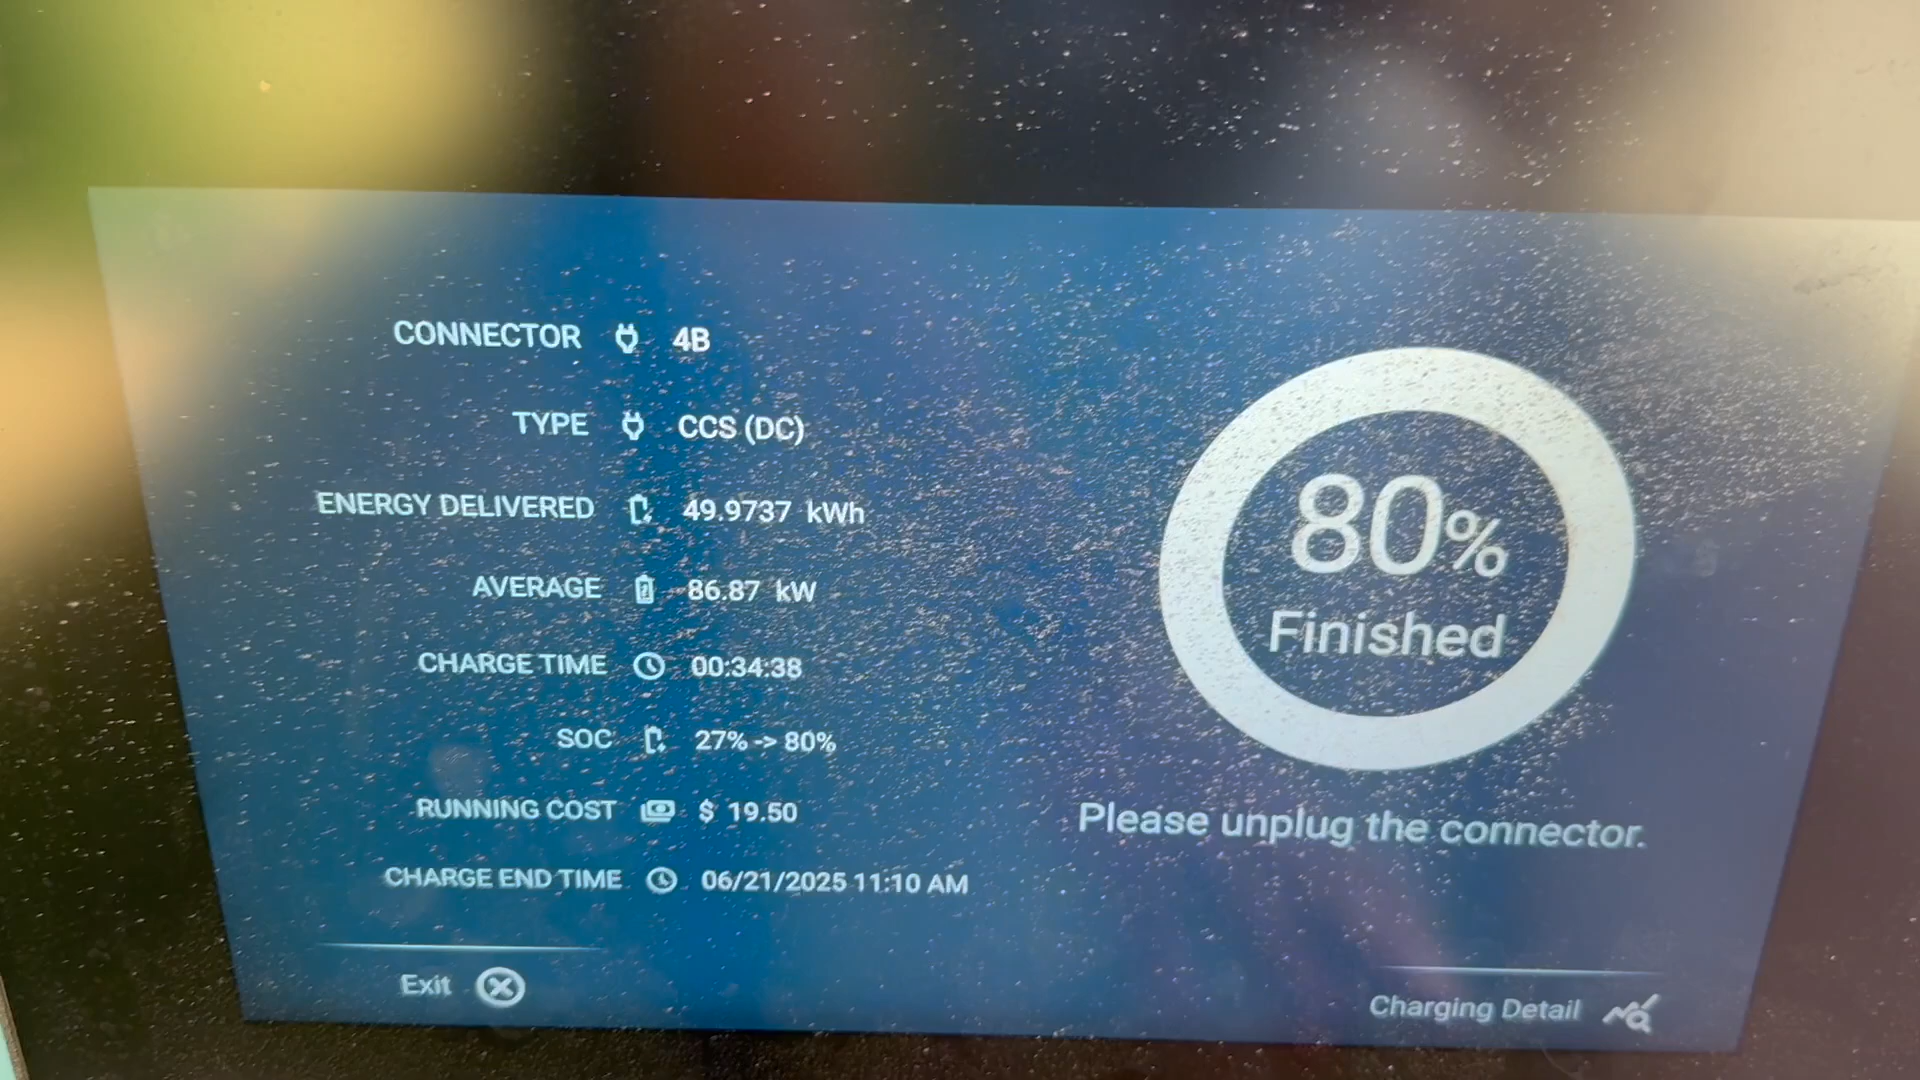 CONNECTOR 4B
TYPE CCS (DC)
ENERGY DELIVERED 49.9737 kWh
AVERAGE 86.87 kW
CHARGE TIME 00:34:38
SOC 27% -> 80%
RUNNING COST $ 19.50
CHARGE END TIME 06/21/2025 11:10 AM
Exit
80%
Finished
Please unplug the connector.
Charging Detail